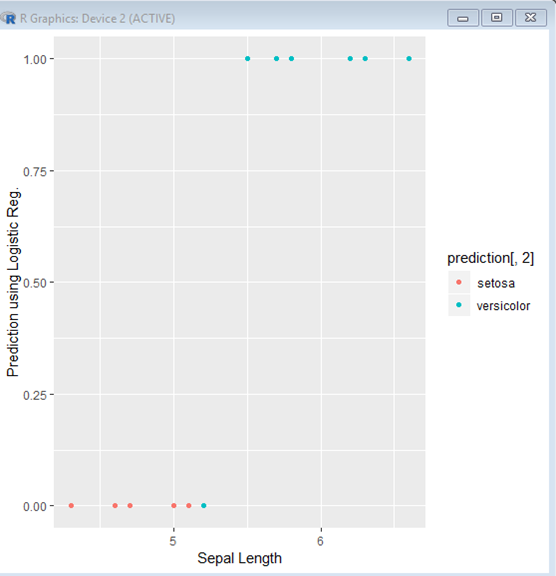 R Graphics: Device 2 (ACTIVE)
1.00
0.75
0.50
0.25
0.00
Prediction using Logistic Reg.
5 6
Sepal Length
prediction[, 2]
setosa
versicolor